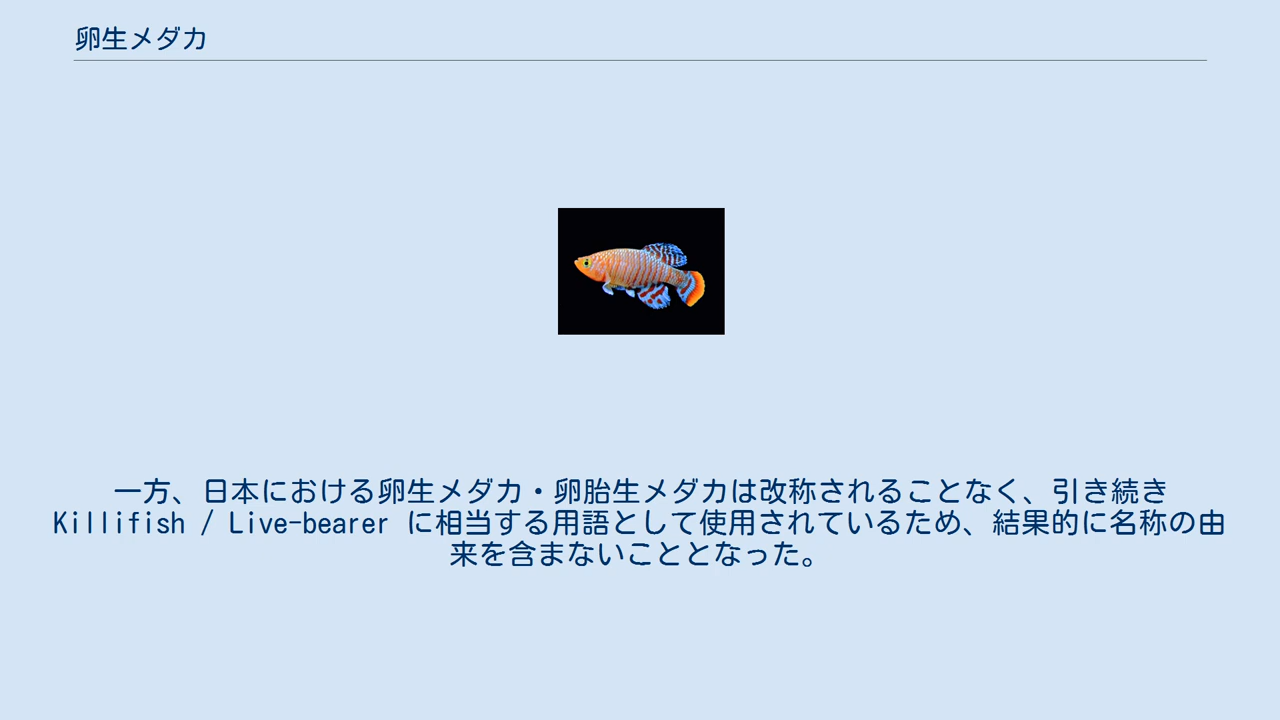 卵生メダカ
一方、日本における卵生メダカ・卵胎生メダカは改称されることなく、引き続き
Killifish / Live-bearer に相当する用語として使用されているため、結果的に名称の由
来を含まないこととなった。